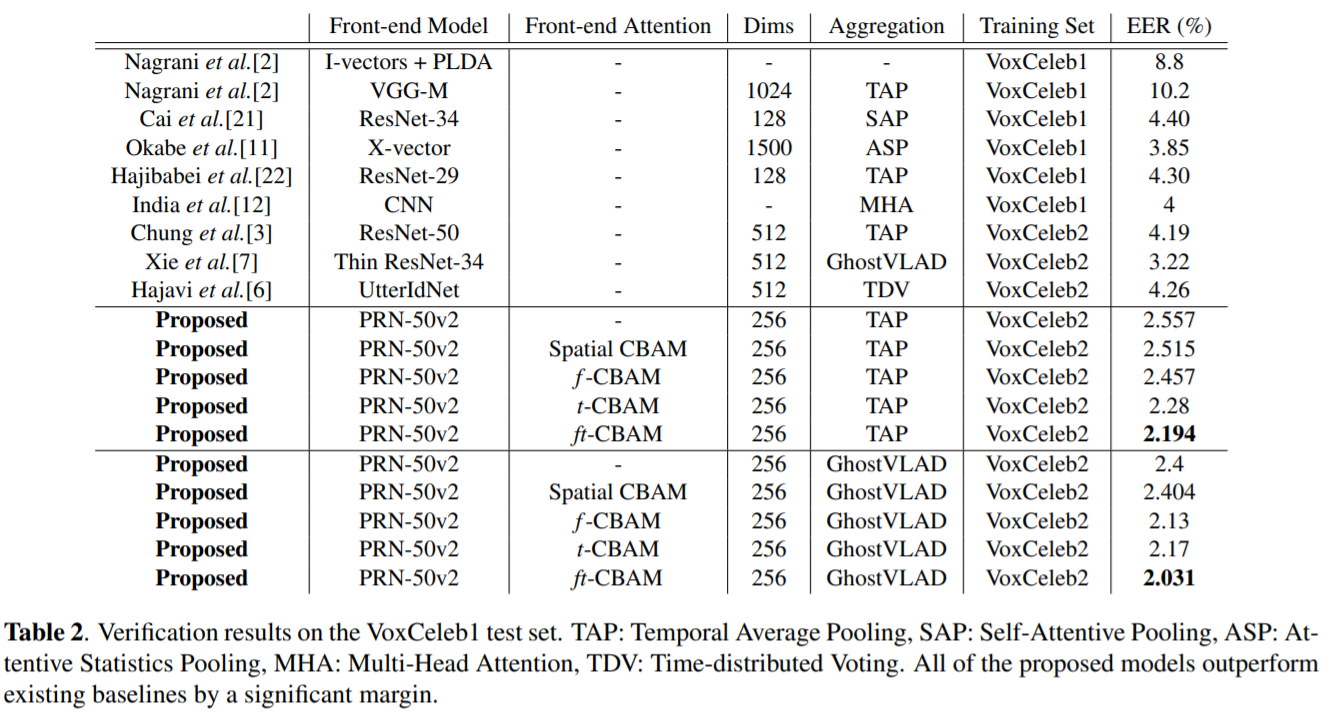 Front-end Model Front-end Attention Dims Aggregation Training Set EER (%)
Nagrani et al.[2] I-vectors + PLDA - - - VoxCeleb1 8.8
Nagrani et al.[2] VGG-M - 1024 TAP VoxCeleb1 10.2
Cai et al.[21] ResNet-34 - 128 SAP VoxCeleb1 4.40
Okabe et al.[11] X-vector - 1500 ASP VoxCeleb1 3.85
Hajibabei et al.[22] ResNet-29 - 128 TAP VoxCeleb1 4.30
India et al.[12] CNN - - MHA VoxCeleb1 4
Chung et al.[3] ResNet-50 - 512 TAP VoxCeleb2 4.19
Xie et al.[7] Thin ResNet-34 - 512 GhostVLAD VoxCeleb2 3.22
Hajavi et al.[6] UtterIdNet - 512 TDV VoxCeleb2 4.26
Proposed PRN-50v2 - 256 TAP VoxCeleb2 2.557
Proposed PRN-50v2 Spatial CBAM 256 TAP VoxCeleb2 2.515
Proposed PRN-50v2 f-CBAM 256 TAP VoxCeleb2 2.457
Proposed PRN-50v2 t-CBAM 256 TAP VoxCeleb2 2.28
Proposed PRN-50v2 ft-CBAM 256 TAP VoxCeleb2 2.194
Proposed PRN-50v2 - 256 GhostVLAD VoxCeleb2 2.4
Proposed PRN-50v2 Spatial CBAM 256 GhostVLAD VoxCeleb2 2.404
Proposed PRN-50v2 f-CBAM 256 GhostVLAD VoxCeleb2 2.13
Proposed PRN-50v2 t-CBAM 256 GhostVLAD VoxCeleb2 2.17
Proposed PRN-50v2 ft-CBAM 256 GhostVLAD VoxCeleb2 2.031
Table 2. Verification results on the VoxCeleb1 test set. TAP: Temporal Average Pooling, SAP: Self-Attentive Pooling, ASP: At-
tentive Statistics Pooling, MHA: Multi-Head Attention, TDV: Time-distributed Voting. All of the proposed models outperform
existing baselines by a significant margin.